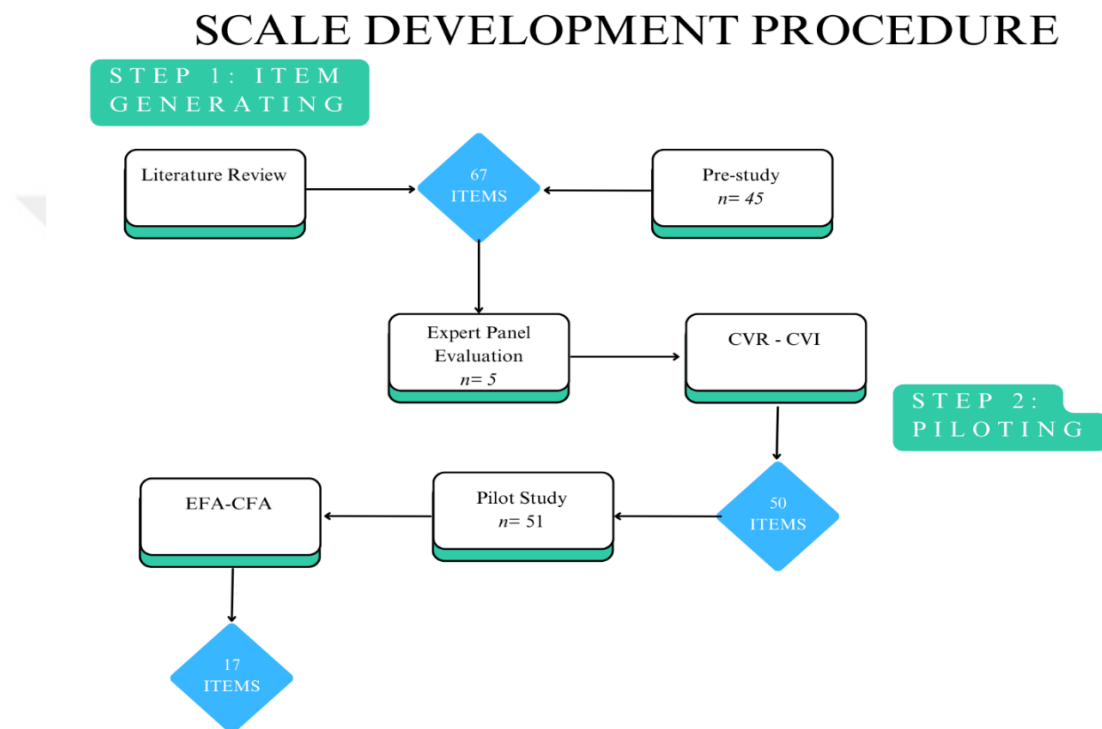 SCALE DEVELOPMENT PROCEDURE
STEP 1: ITEM
GENERATING
Literature Review
67
ITEMS
Pre-study
n= 45
Expert Panel
Evaluation
n= 5
CVR - CVI
STEP 2:
PILOTING
EFA-CFA
Pilot Study
n= 51
50
ITEMS
17
ITEMS